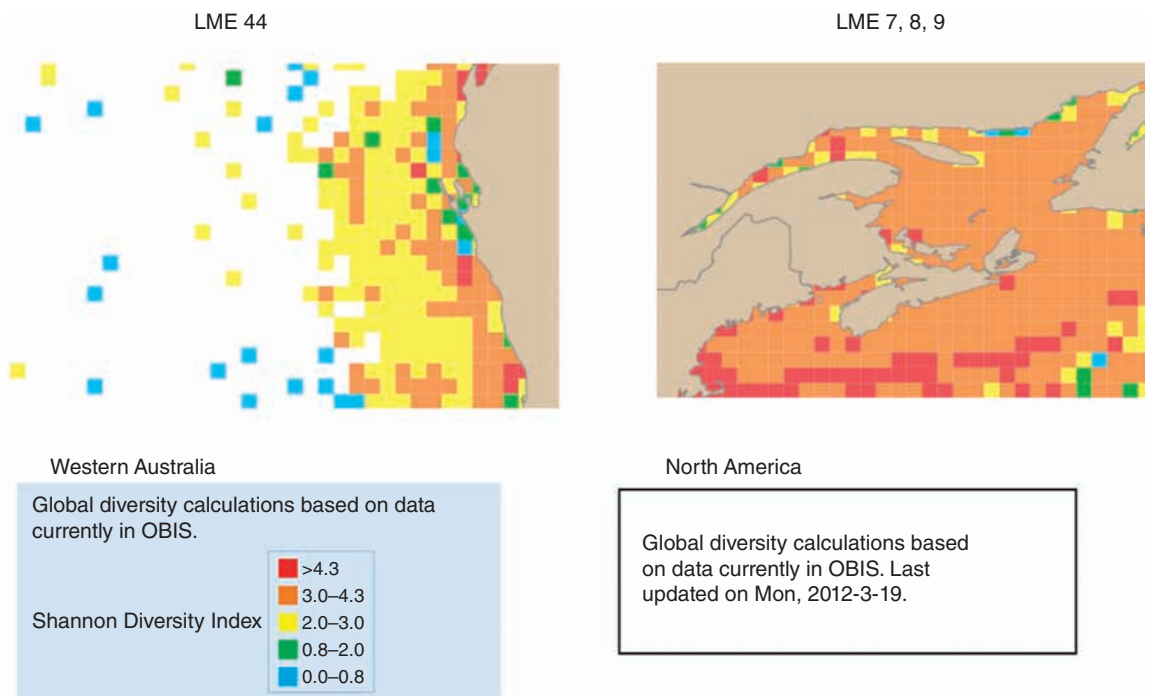 LME 44
LME 7, 8, 9
Western Australia
Global diversity calculations based on data
currently in OBIS.
Shannon Diversity Index
>4.3
3.0–4.3
2.0–3.0
0.8–2.0
0.0–0.8
North America
Global diversity calculations based
on data currently in OBIS. Last
updated on Mon, 2012-3-19.